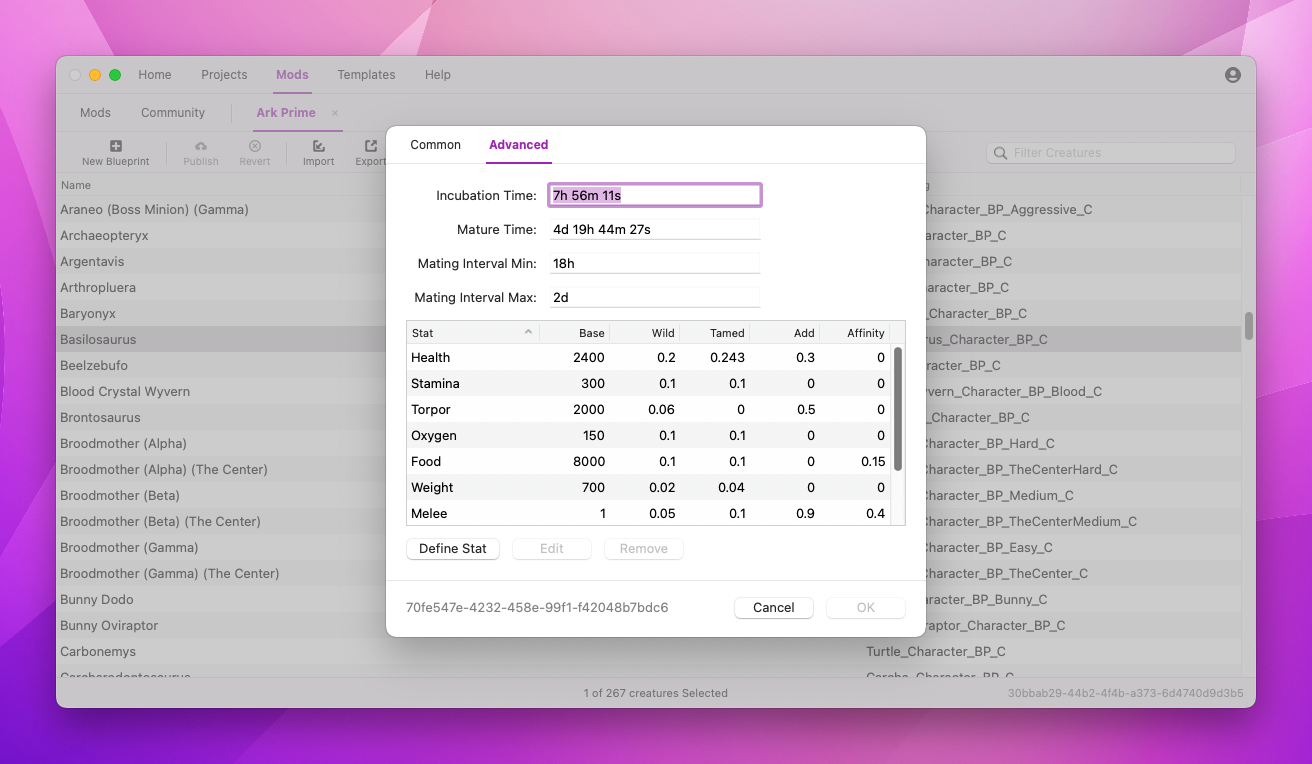 Home Projects Mods Templates Help
Mods Community Ark Prime ×
New Blueprint Publish Revert Import Export Filter Creatures
Name
Araneo (Boss Minion) (Gamma)
Archaeopteryx
Argentavis
Arthropluera
Baryonyx
Basilosaurus
Beelzebufo
Blood Crystal Wyvern
Brontosaurus
Broodmother (Alpha)
Broodmother (Alpha) (The Center)
Broodmother (Beta)
Broodmother (Beta) (The Center)
Broodmother (Gamma)
Broodmother (Gamma) (The Center)
Bunny Dodo
Bunny Oviraptor
Carbonemys
Common Advanced
Incubation Time: 7h 56m 11s
Mature Time: 4d 19h 44m 27s
Mating Interval Min: 18h
Mating Interval Max: 2d
Stat Base Wild Tamed Add Affinity
Health 2400 0.2 0.243 0.3 0
Stamina 300 0.1 0.1 0 0
Torpor 2000 0.06 0 0.5 0
Oxygen 150 0.1 0.1 0 0
Food 8000 0.1 0.1 0 0.15
Weight 700 0.02 0.04 0 0
Melee 1 0.05 0.1 0.9 0.4
Define Stat Edit Remove
70fe547e-4232-458e-99f1-f42048b7bdc6 Cancel OK
Character_BP_Aggressive_C
aracter_BP_C
haracter_BP_C
aracter_BP_C
_Character_BP_C
rus_Character_BP_C
racter_BP_C
yvern_Character_BP_Blood_C
_Character_BP_C
Character_BP_Hard_C
Character_BP_TheCenterHard_C
Character_BP_Medium_C
Character_BP_TheCenterMedium_C
Character_BP_Easy_C
Character_BP_TheCenter_C
aracter_BP_Bunny_C
raptor_Character_BP_C
Turtle_Character_BP_C
1 of 267 creatures Selected
30bbab29-44b2-4f4b-a373-6d4740d9d3b5